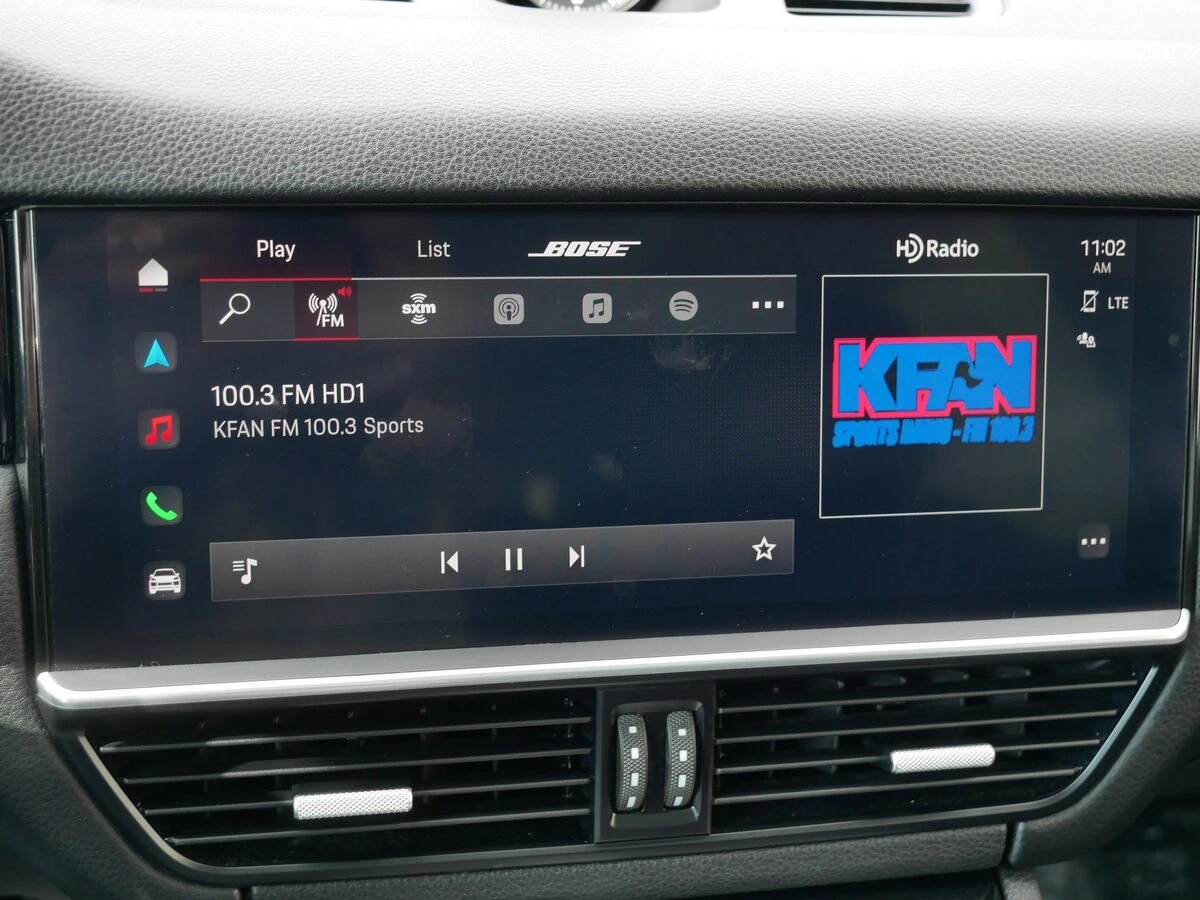 Play
List
BOSE
HD Radio
11:02
AM
FM
sxm
LTE
100.3 FM HD1
KFAN FM 100.3 Sports
KFAN
SPORTS RADIO - FM 100.3